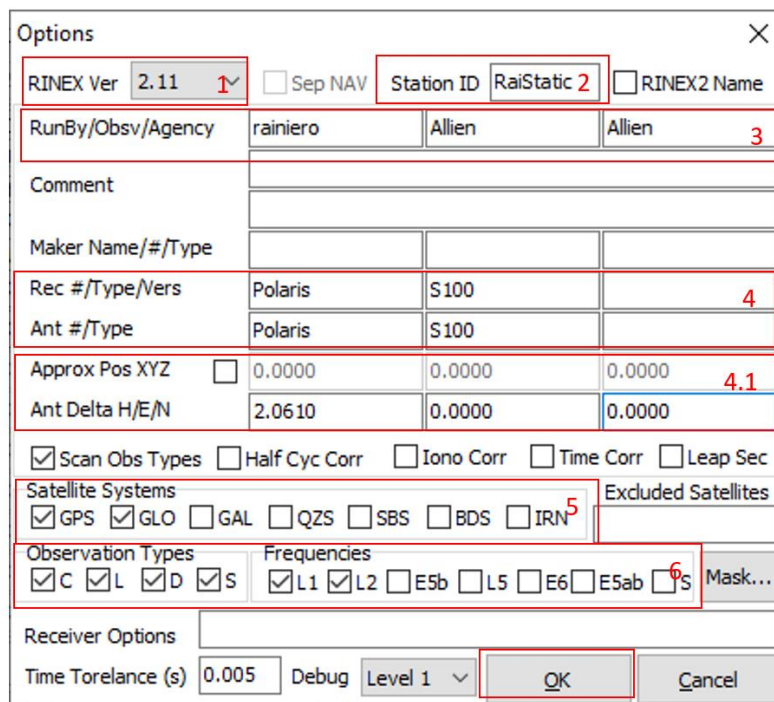 Options
RINEX Ver 2.11 1 Sep NAV Station ID RaiStatic 2 RINEX2 Name
RunBy/Obsv/Agency rainiero Allien Allien 3
Comment
Maker Name/#/Type
Rec #/Type/Vers Polaris S100 4
Ant #/Type Polaris S100
Approx Pos XYZ 0.0000 0.0000 0.0000 4.1
Ant Delta H/E/N 2.0610 0.0000 0.0000
Scan Obs Types Half Cyc Corr Iono Corr Time Corr Leap Sec
Satellite Systems Excluded Satellites
GPS GLO GAL QZS SBS BDS IRN 5
Observation Types Frequencies 6
C L D S L1 L2 E5b L5 E6 E5ab S Mask...
Receiver Options
Time Torelance (s) 0.005 Debug Level 1 OK Cancel